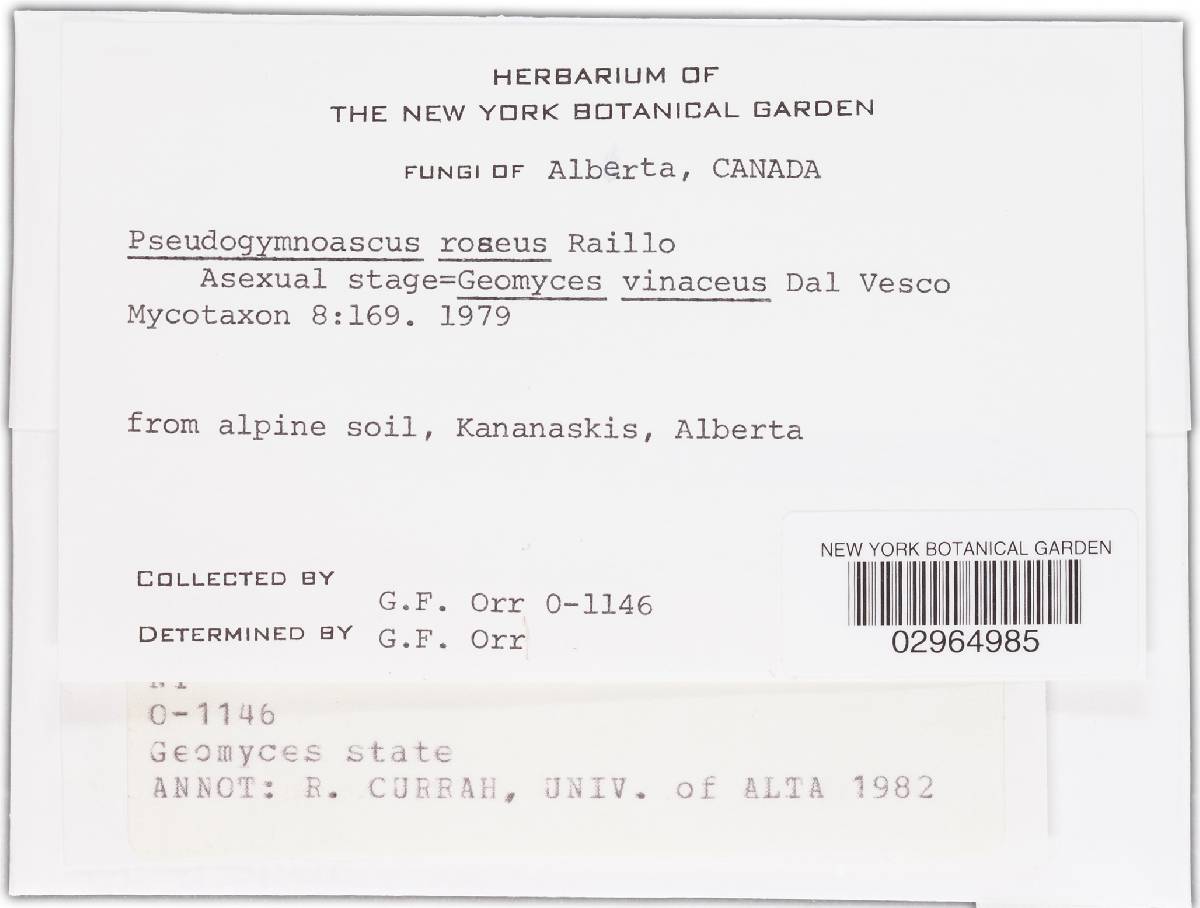 HERBARIUM OF
THE NEW YORK BOTANICAL GARDEN
FUNGI OF Alberta, CANADA
Pseudogymnoascus roseus Raillo
Asexual stage=Geomyces vinaceus Dal Vesco
Mycotaxon 8:169. 1979
from alpine soil, Kananaskis, Alberta
NEW YORK BOTANICAL GARDEN
02964985
COLLECTED BY
G.F. Orr O-1146
DETERMINED BY G.F. Orr
O-1146
Geomyces state
ANNOT: R. CURRAH, UNIV. of ALTA 1982